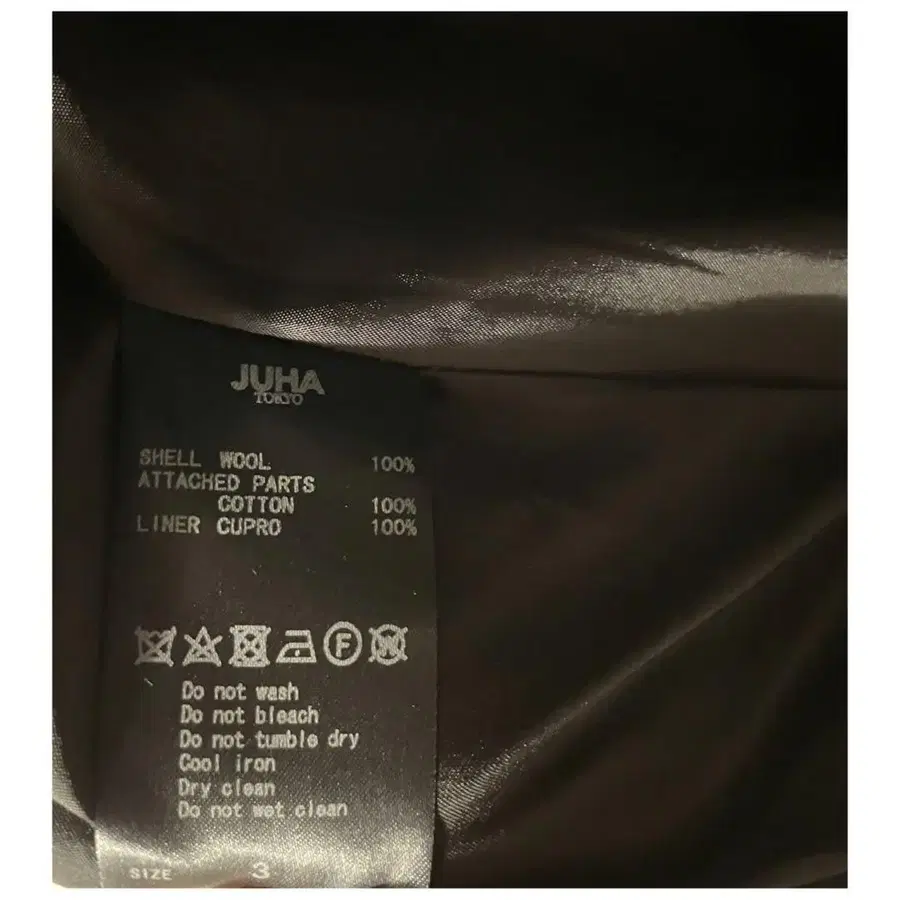 JUHA
TOKYO
SHELL WOOL 100%
ATTACHED PARTS
COTTON 100%
LINER CUPRO 100%
F
W
Do not wash
Do not bleach
Do not tumble dry
Cool iron
Dry clean
Do not wet clean
SIZE 3